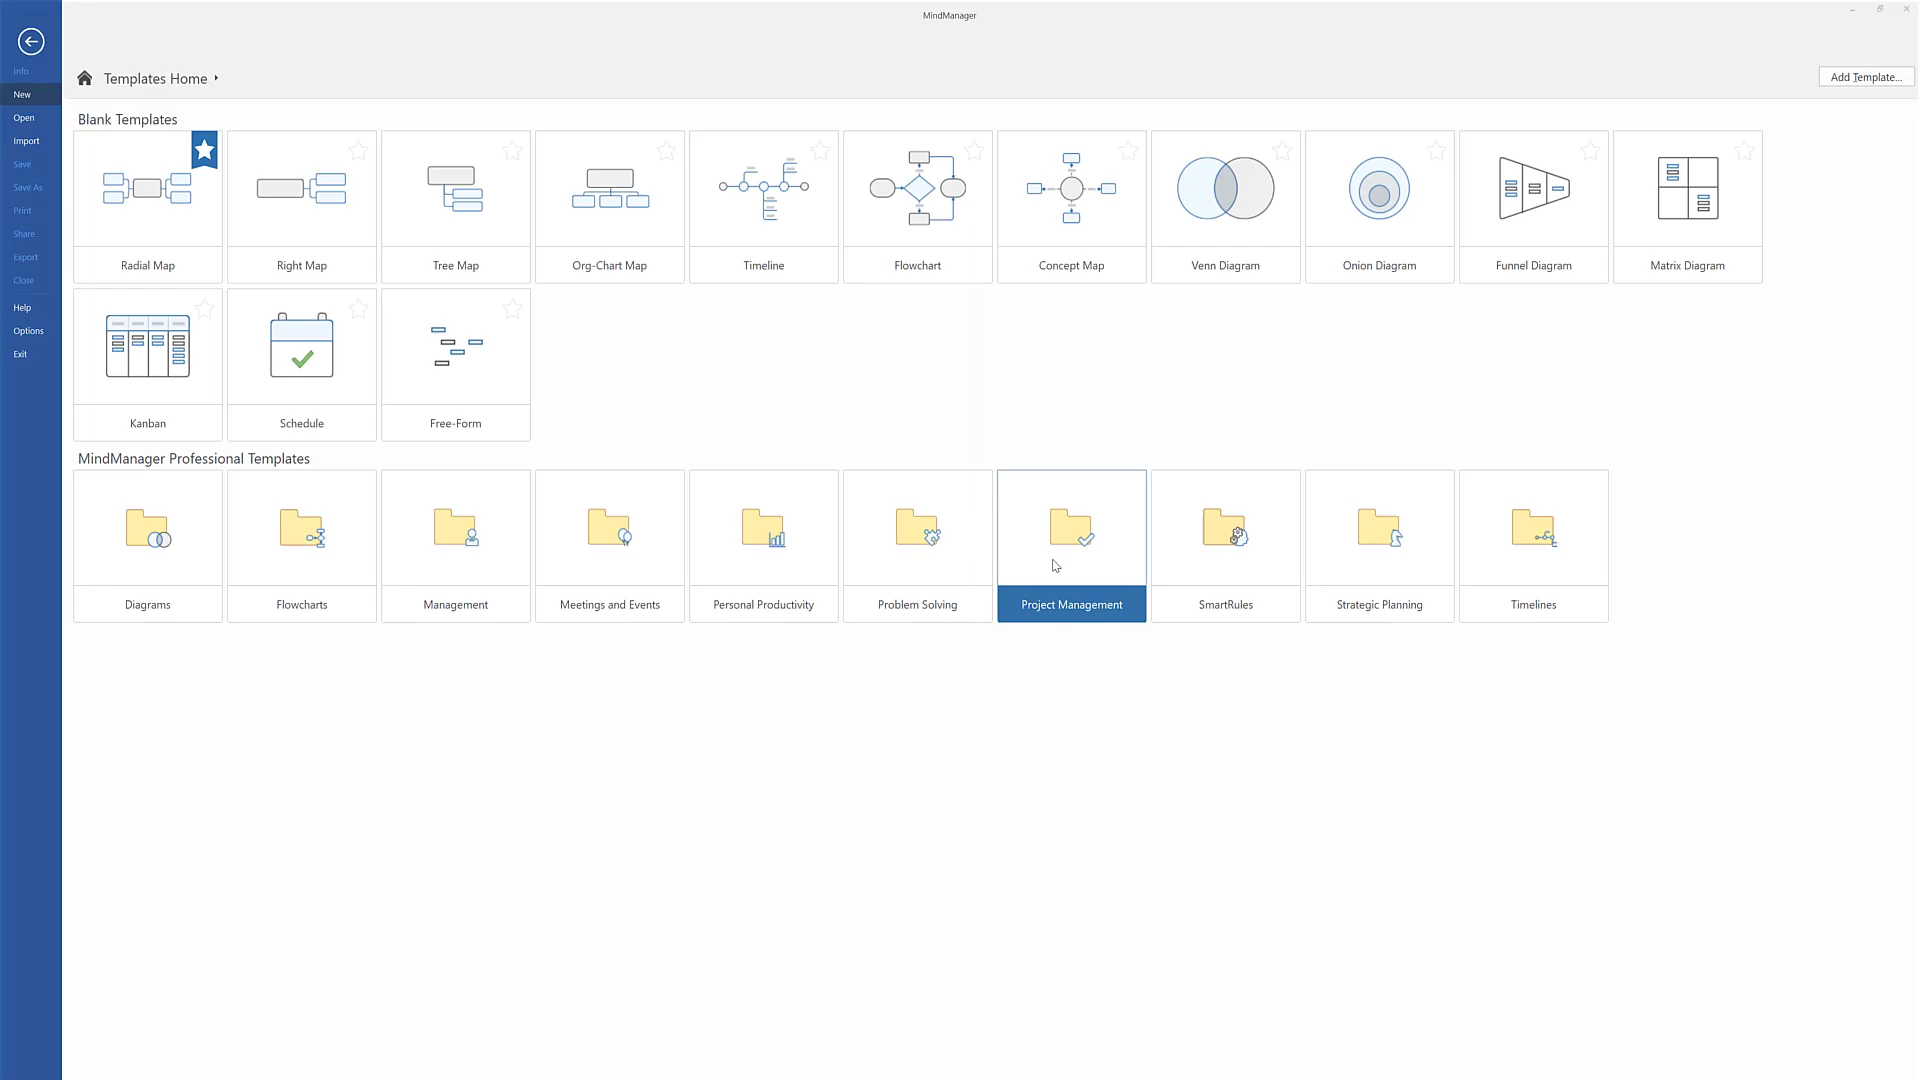 MindManager
Templates Home
Add Template...
Info
New
Open
Import
Save
Save As
Print
Share
Export
Close
Help
Options
Exit
Blank Templates
Radial Map
Right Map
Tree Map
Org-Chart Map
Timeline
Flowchart
Concept Map
Venn Diagram
Onion Diagram
Funnel Diagram
Matrix Diagram
Kanban
Schedule
Free-Form
MindManager Professional Templates
Diagrams
Flowcharts
Management
Meetings and Events
Personal Productivity
Problem Solving
Project Management
SmartRules
Strategic Planning
Timelines